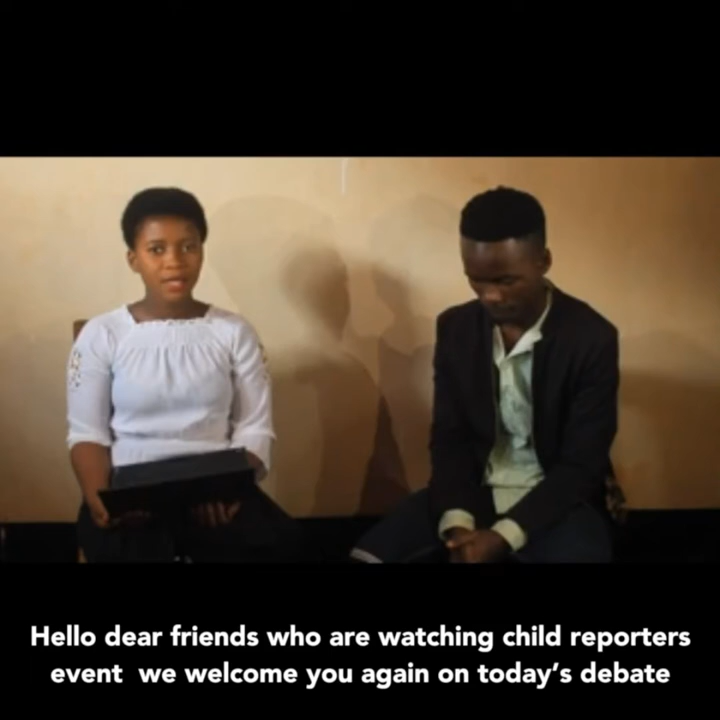 Hello dear friends who are watching child reporters
event  we welcome you again on today’s debate